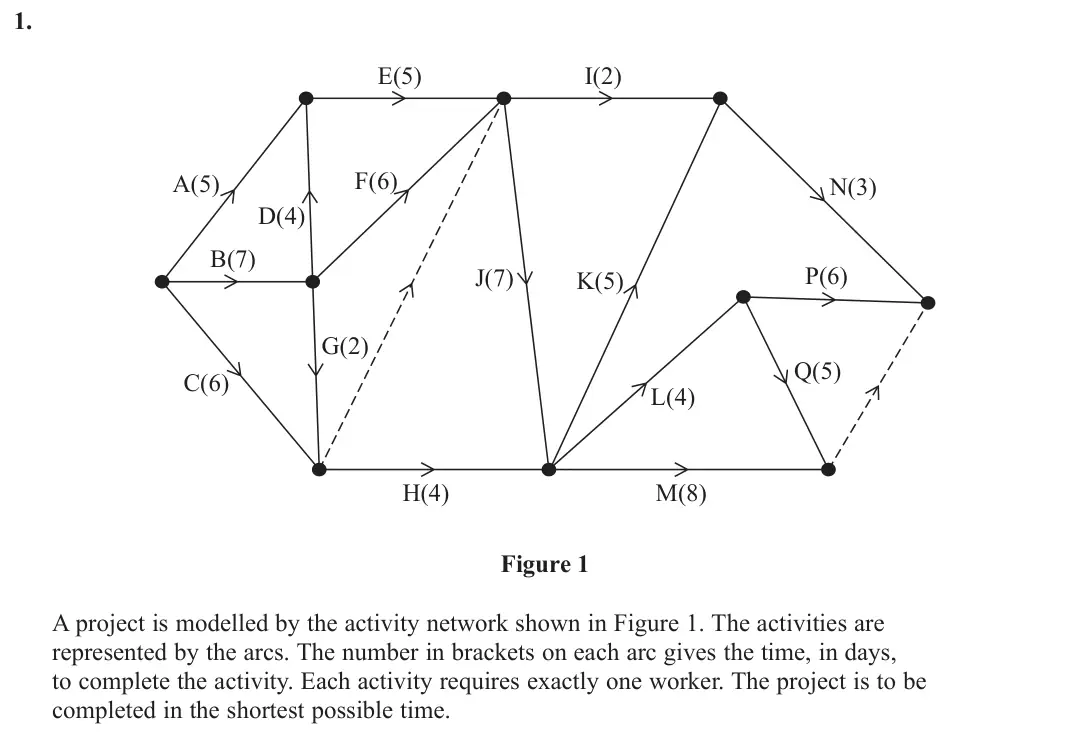 1.
E(5)
I(2)
A(5)
F(6)
N(3)
D(4)
B(7)
J(7)
K(5)
P(6)
G(2)
C(6)
Q(5)
L(4)
H(4)
M(8)
Figure 1
A project is modelled by the activity network shown in Figure 1. The activities are
represented by the arcs. The number in brackets on each arc gives the time, in days,
to complete the activity. Each activity requires exactly one worker. The project is to be
completed in the shortest possible time.